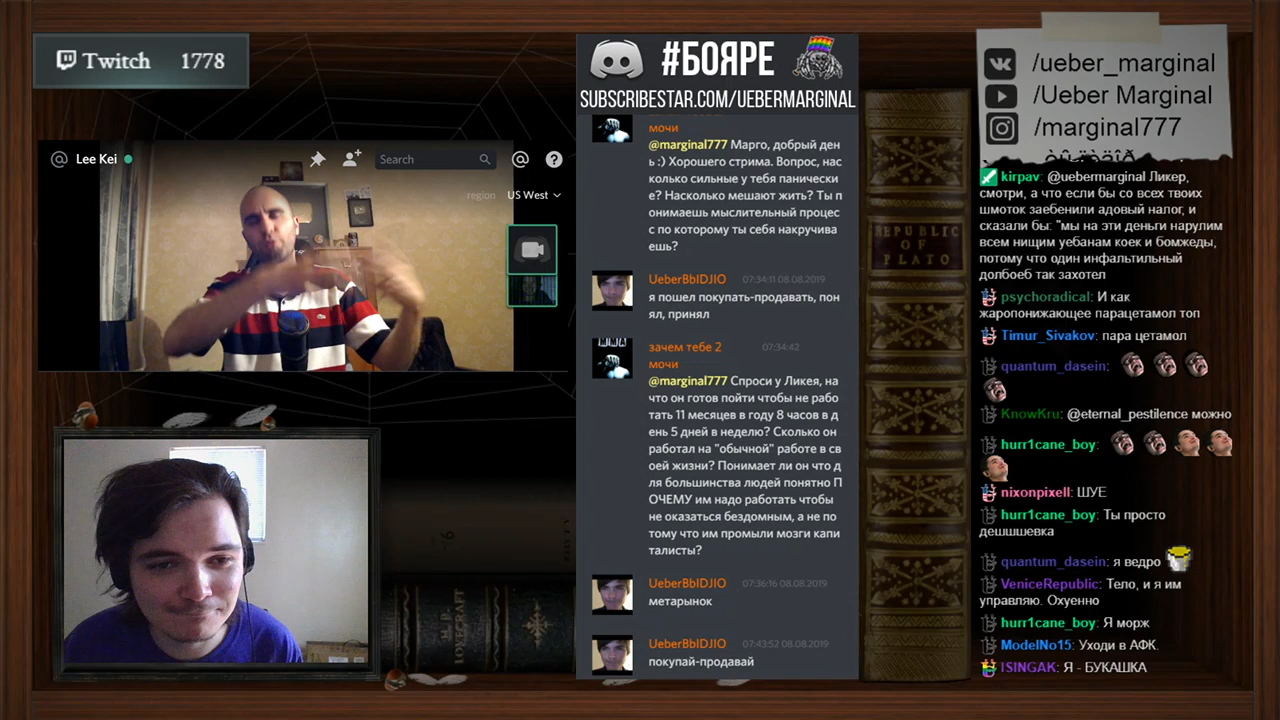 Twitch 1778
Lee Kei
Search
region
US West
#БОЯРЕ
SUBSCRIBESTAR.COM/UEBERMARGINAL
мочи
@marginal777 Марго, добрый ден
ь :) Хорошего стрима. Вопрос, нас
колько сильные у тебя панически
е? Насколько мешают жить? Ты п
онимаешь мыслительный процес
с по которому ты себя накручива
ешь?
UeberBbIDJIO 07:34:11 08.08.2019
я пошел покупать-продавать, пон
ял, принял
зачем тебе 2 07:34:42
мочи
@marginal777 Спроси у Ликея, на
что он готов пойти чтобы не рабо
тать 11 месяцев в году 8 часов в д
ень 5 дней в неделю? Сколько он
работал на "обычной" работе в св
оей жизни? Понимает ли он что д
ля большинства людей понятно П
ОЧЕМУ им надо работать чтобы
не оказаться бездомным, а не по
тому что им промыли мозги капи
талисты?
UeberBbIDJIO 07:36:16 08.08.2019
метарынок
UeberBbIDJIO 07:43:52 08.08.2019
покупай-продавай
REPUBLIC
OF
PLATO
H.P.
LOVECRAFT
/ueber_marginal
/Ueber Marginal
/marginal777
kirpav: @uebermarginal Ликер,
смотри, а что если бы со всех твоих
шмоток заебенили адовый налог, и
сказали бы: "мы на эти деньги нарулим
всем нищим уебанам коек и бомжеды,
потому что один инфальтильный
долбоеб так захотел
psychoradical: И как
жаропонижающее парацетамол топ
Timur_Sivakov: пара цетамол
quantum_dasein:
KnowKru: @eternal_pestilence можно
hurr1cane_boy:
nixonpixell: ШУЕ
hurr1cane_boy: Ты просто
дешшшевка
quantum_dasein: я ведро
VeniceRepublic: Тело, и я им
управляю. Охуенно
hurr1cane_boy: Я морж
ModelNo15: Уходи в АФК.
ISINGAK: Я - БУКАШКА